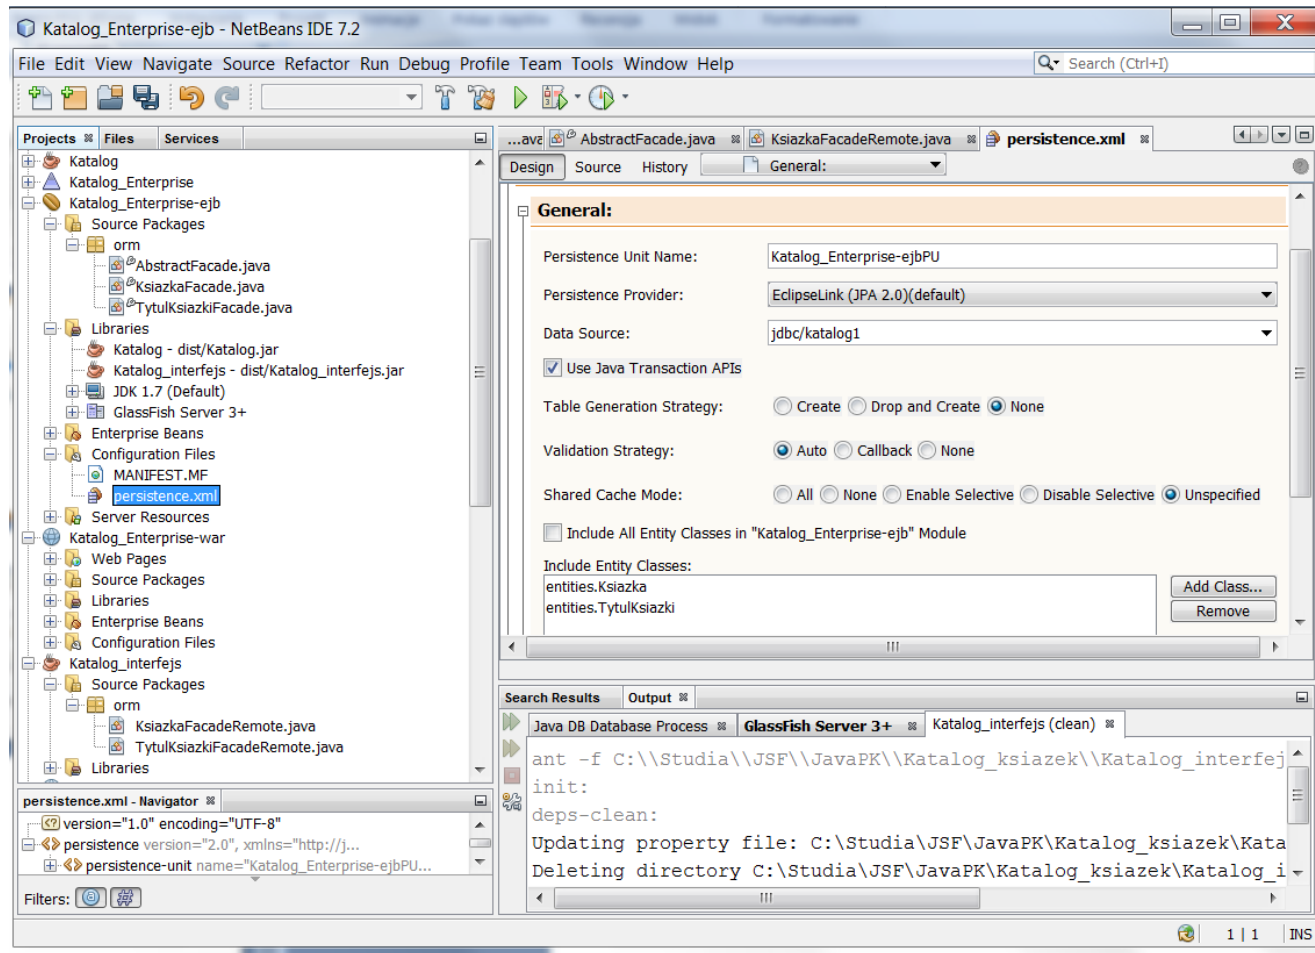 Katalog_Enterprise-ejb - NetBeans IDE 7.2
File Edit View Navigate Source Refactor Run Debug Profile Team Tools Window Help
Search (Ctrl+I)
Projects Files Services
Katalog
Katalog_Enterprise
Katalog_Enterprise-ejb
Source Packages
orm
AbstractFacade.java
KsiazkaFacade.java
TytulKsiazkiFacade.java
Libraries
Katalog - dist/Katalog.jar
Katalog_interfejs - dist/Katalog_interfejs.jar
JDK 1.7 (Default)
GlassFish Server 3+
Enterprise Beans
Configuration Files
MANIFEST.MF
persistence.xml
Server Resources
Katalog_Enterprise-war
Web Pages
Source Packages
Libraries
Enterprise Beans
Configuration Files
Katalog_interfejs
Source Packages
orm
KsiazkaFacadeRemote.java
TytulKsiazkiFacadeRemote.java
Libraries
persistence.xml - Navigator
version="1.0" encoding="UTF-8"
persistence version="2.0", xmlns="http://j...
persistence-unit name="Katalog_Enterprise-ejbPU...
Filters:
...ava AbstractFacade.java KsiazkaFacadeRemote.java persistence.xml
Design Source History General:
General:
Persistence Unit Name: Katalog_Enterprise-ejbPU
Persistence Provider: EclipseLink (JPA 2.0)(default)
Data Source: jdbc/katalog1
Use Java Transaction APIs
Table Generation Strategy: Create Drop and Create None
Validation Strategy: Auto Callback None
Shared Cache Mode: All None Enable Selective Disable Selective Unspecified
Include All Entity Classes in "Katalog_Enterprise-ejb" Module
Include Entity Classes:
entities.Ksiazka
entities.TytulKsiazki
Add Class...
Remove
Search Results Output
Java DB Database Process GlassFish Server 3+ Katalog_interfejs (clean)
ant -f C:\\Studia\\JSF\\JavaPK\\Katalog_ksiazek\\Katalog_interfej
init:
deps-clean:
Updating property file: C:\Studia\JSF\JavaPK\Katalog_ksiazek\Kata
Deleting directory C:\Studia\JSF\JavaPK\Katalog_ksiazek\Katalog_i
1 | 1 INS